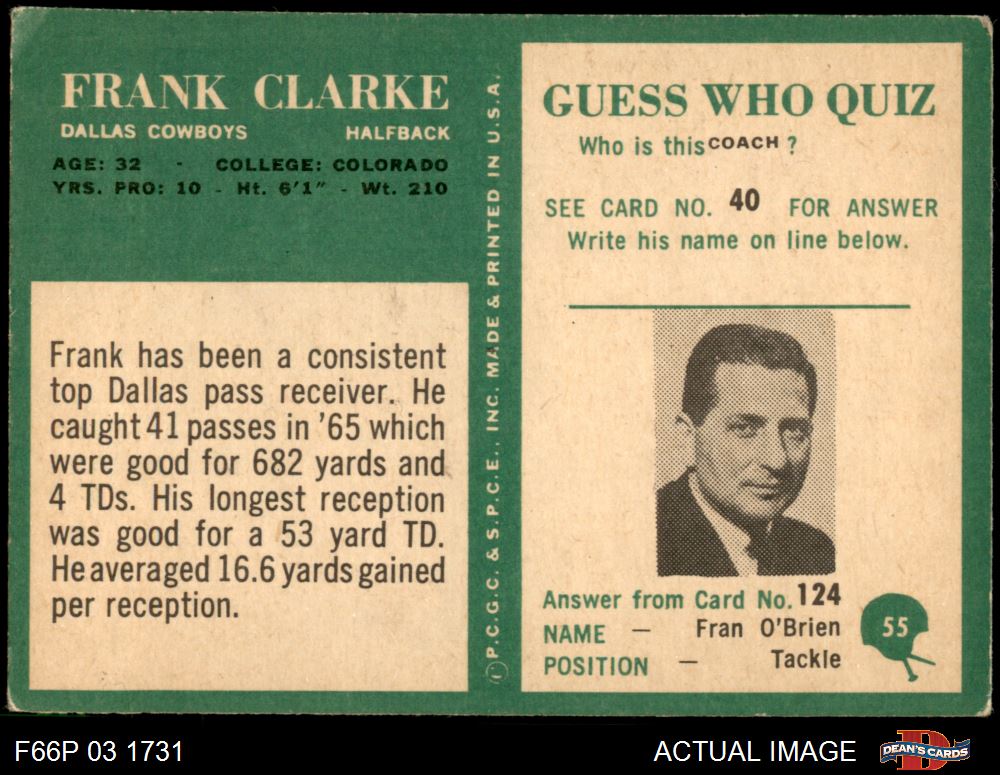 FRANK CLARKE
DALLAS COWBOYS HALFBACK
AGE: 32 - COLLEGE: COLORADO
YRS. PRO: 10 - Ht. 6'1" - Wt. 210
Frank has been a consistent
top Dallas pass receiver. He
caught 41 passes in '65 which
were good for 682 yards and
4 TDs. His longest reception
was good for a 53 yard TD.
He averaged 16.6 yards gained
per reception.
Ⓒ P.C.G.C. & S.P.C.E., INC. MADE & PRINTED IN U.S.A.
GUESS WHO QUIZ
Who is this COACH ?
SEE CARD NO. 40 FOR ANSWER
Write his name on line below.
Answer from Card No. 124
NAME — Fran O'Brien
POSITION — Tackle
55
F66P 03 1731
ACTUAL IMAGE
D
DEAN'S CARDS